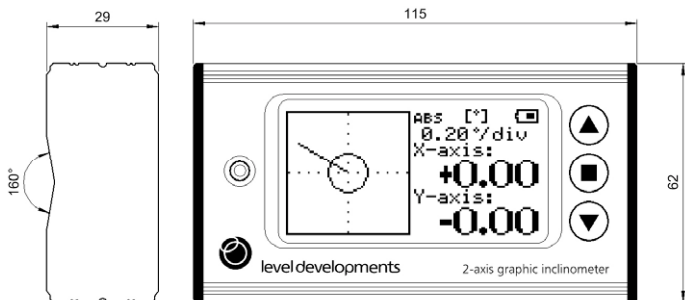 29
115
ABS [°]
0.20°/div
X-axis:
+0.00
Y-axis:
-0.00
160°
62
level developments
2-axis graphic inclinometer